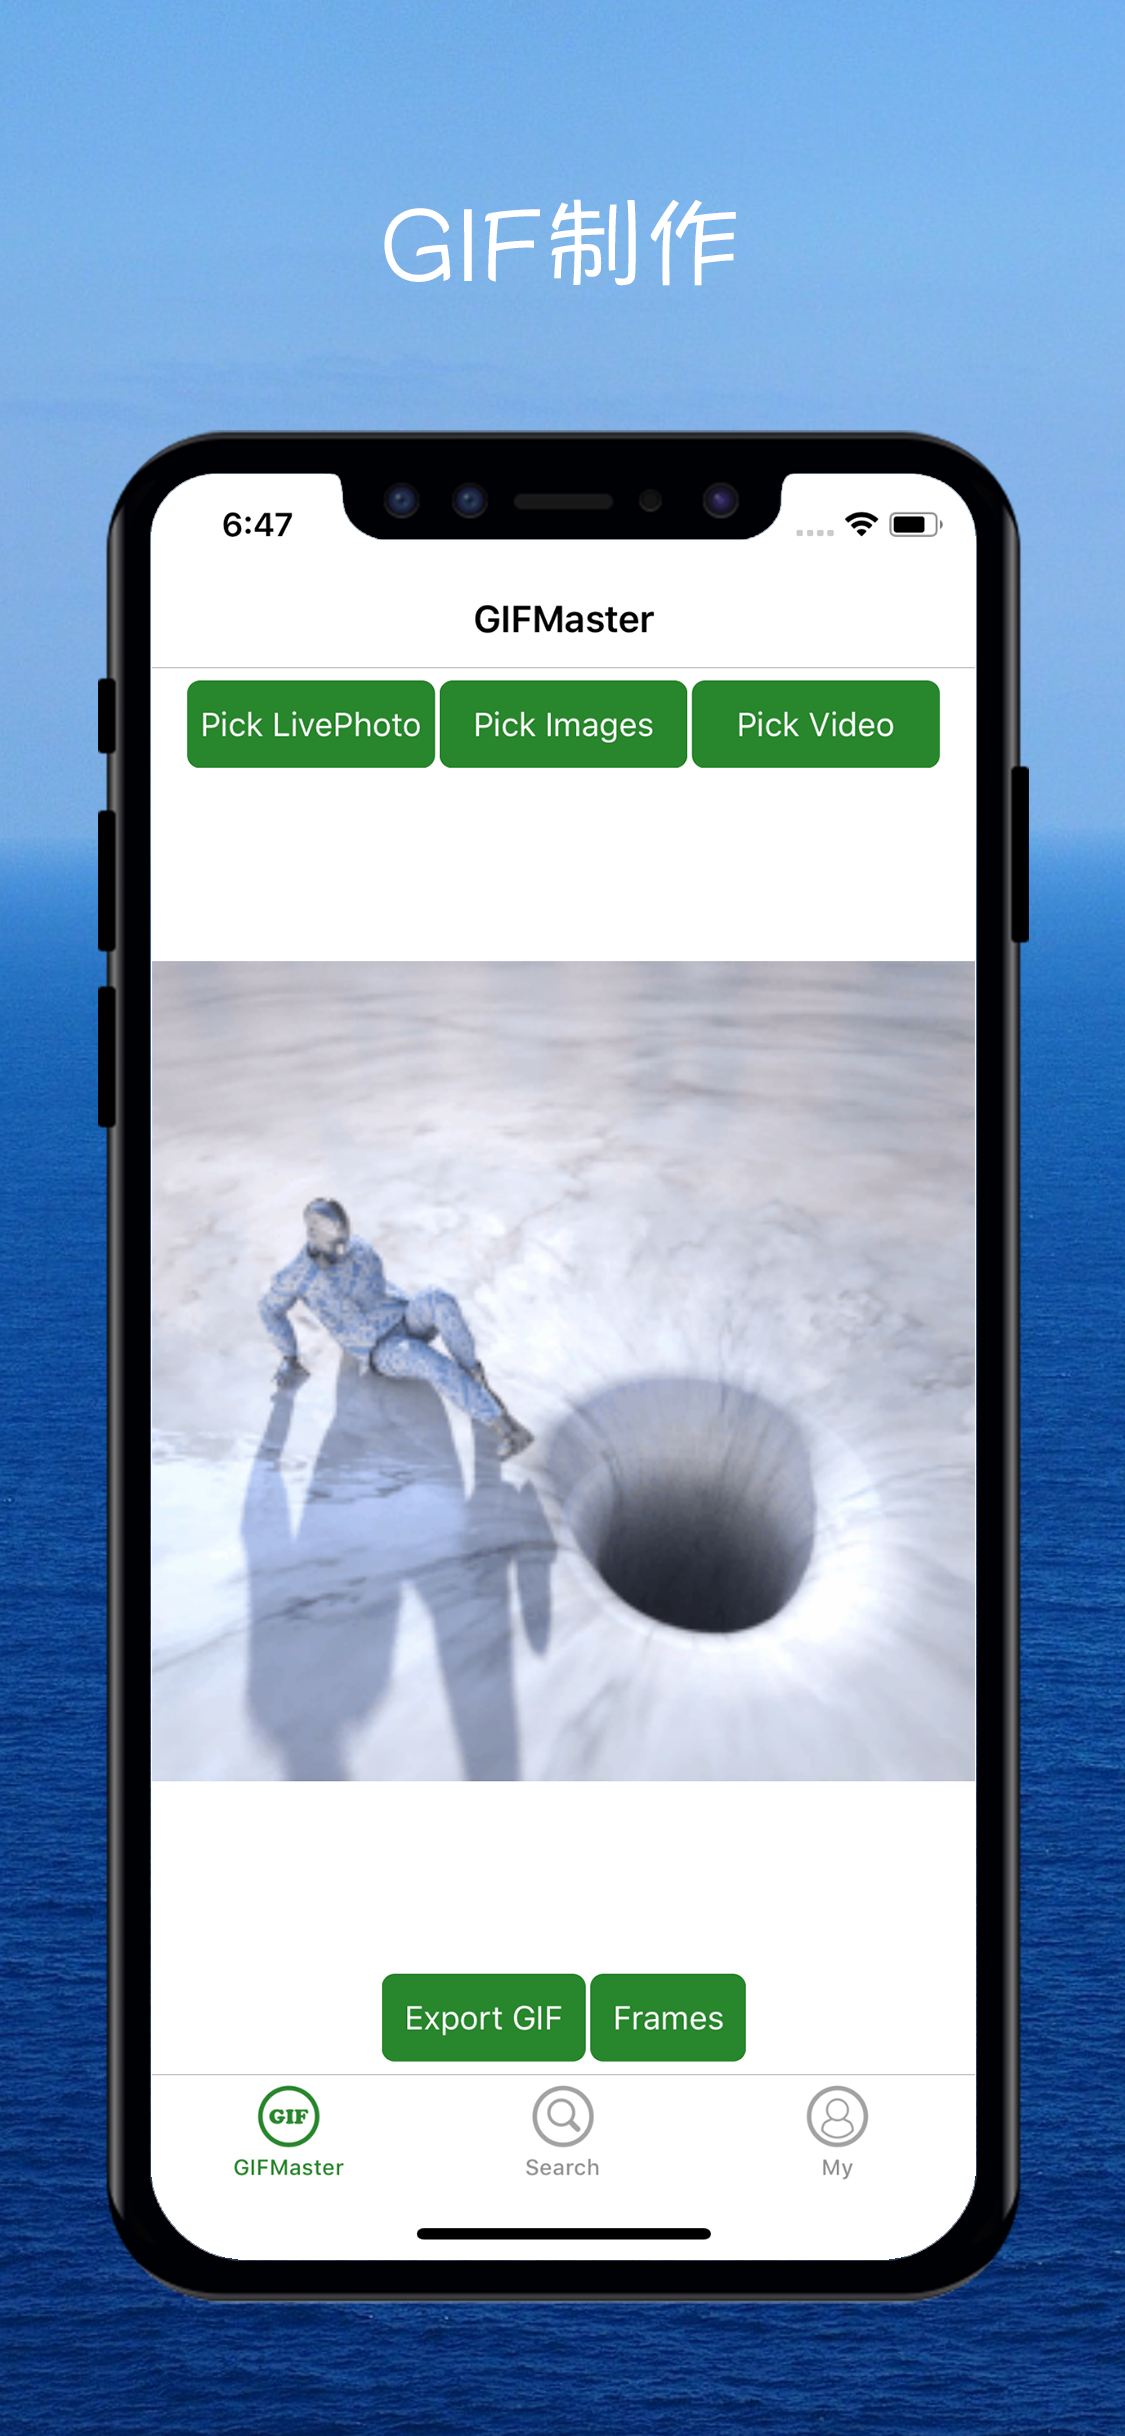 GIF制作
6:47
GIFMaster
Pick LivePhoto Pick Images Pick Video
Export GIF Frames
GIF
GIFMaster Search My